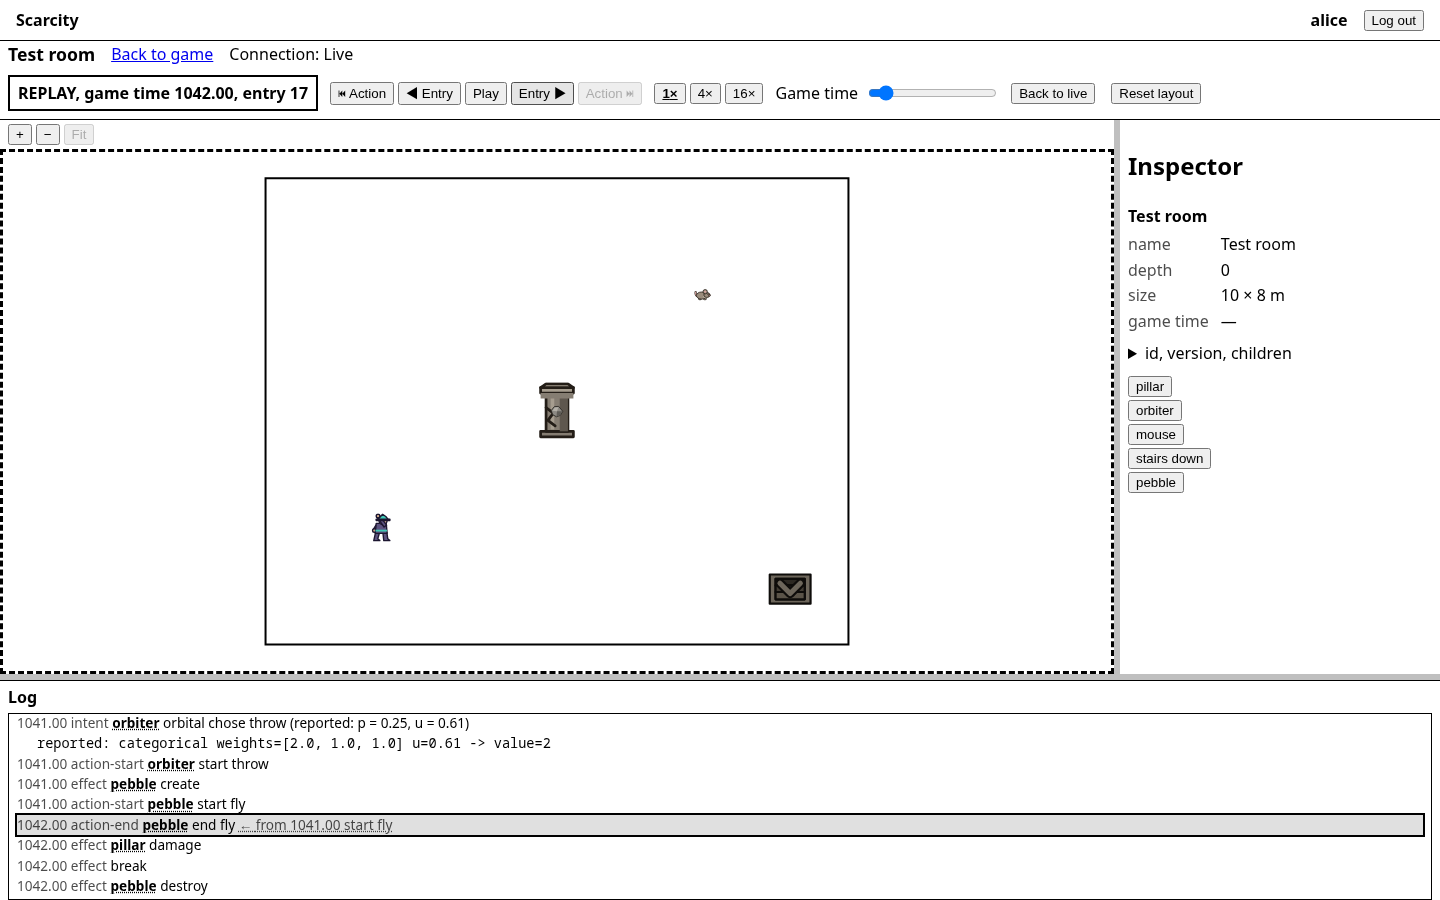 Scarcity
alice Log out
Test room Back to game Connection: Live
REPLAY, game time 1042.00, entry 17 ⏮ Action ◀ Entry Play Entry ▶ Action ⏭ 1× 4× 16× Game time Back to live Reset layout
+ − Fit
Inspector
Test room
name Test room
depth 0
size 10 × 8 m
game time —
▶ id, version, children
pillar
orbiter
mouse
stairs down
pebble
Log
1041.00 intent orbiter orbital chose throw (reported: p = 0.25, u = 0.61)
reported: categorical weights=[2.0, 1.0, 1.0] u=0.61 -> value=2
1041.00 action-start orbiter start throw
1041.00 effect pebble create
1041.00 action-start pebble start fly
1042.00 action-end pebble end fly ← from 1041.00 start fly
1042.00 effect pillar damage
1042.00 effect break
1042.00 effect pebble destroy